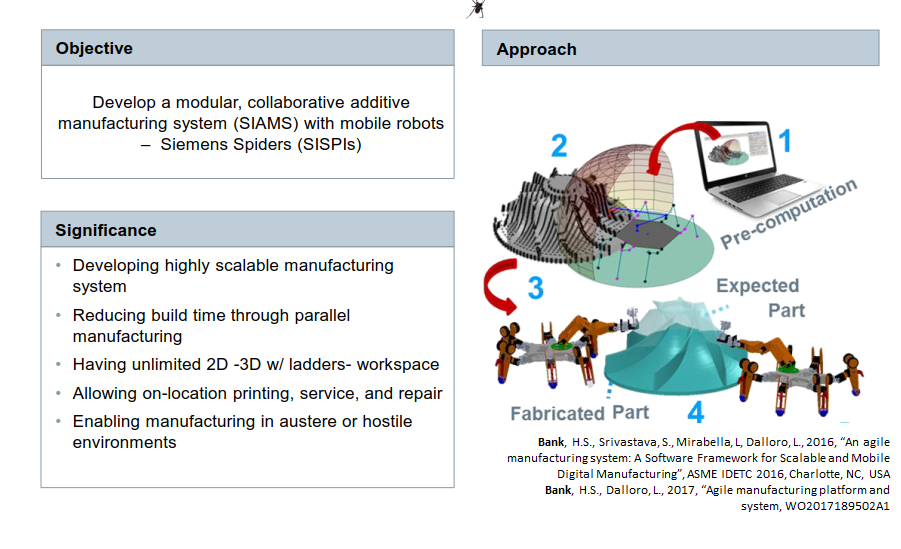 Objective
Develop a modular, collaborative additive
manufacturing system (SIAMS) with mobile robots
– Siemens Spiders (SISPIs)
Significance
• Developing highly scalable manufacturing
system
• Reducing build time through parallel
manufacturing
• Having unlimited 2D -3D w/ ladders- workspace
• Allowing on-location printing, service, and repair
• Enabling manufacturing in austere or hostile
environments
Approach
1
2
Pre-computation
3
Expected
Part
Fabricated Part
4
Bank, H.S., Srivastava, S., Mirabella, L, Dalloro, L., 2016, “An agile
manufacturing system: A Software Framework for Scalable and Mobile
Digital Manufacturing”, ASME IDETC 2016, Charlotte, NC, USA
Bank, H.S., Dalloro, L., 2017, “Agile manufacturing platform and
system, WO2017189502A1